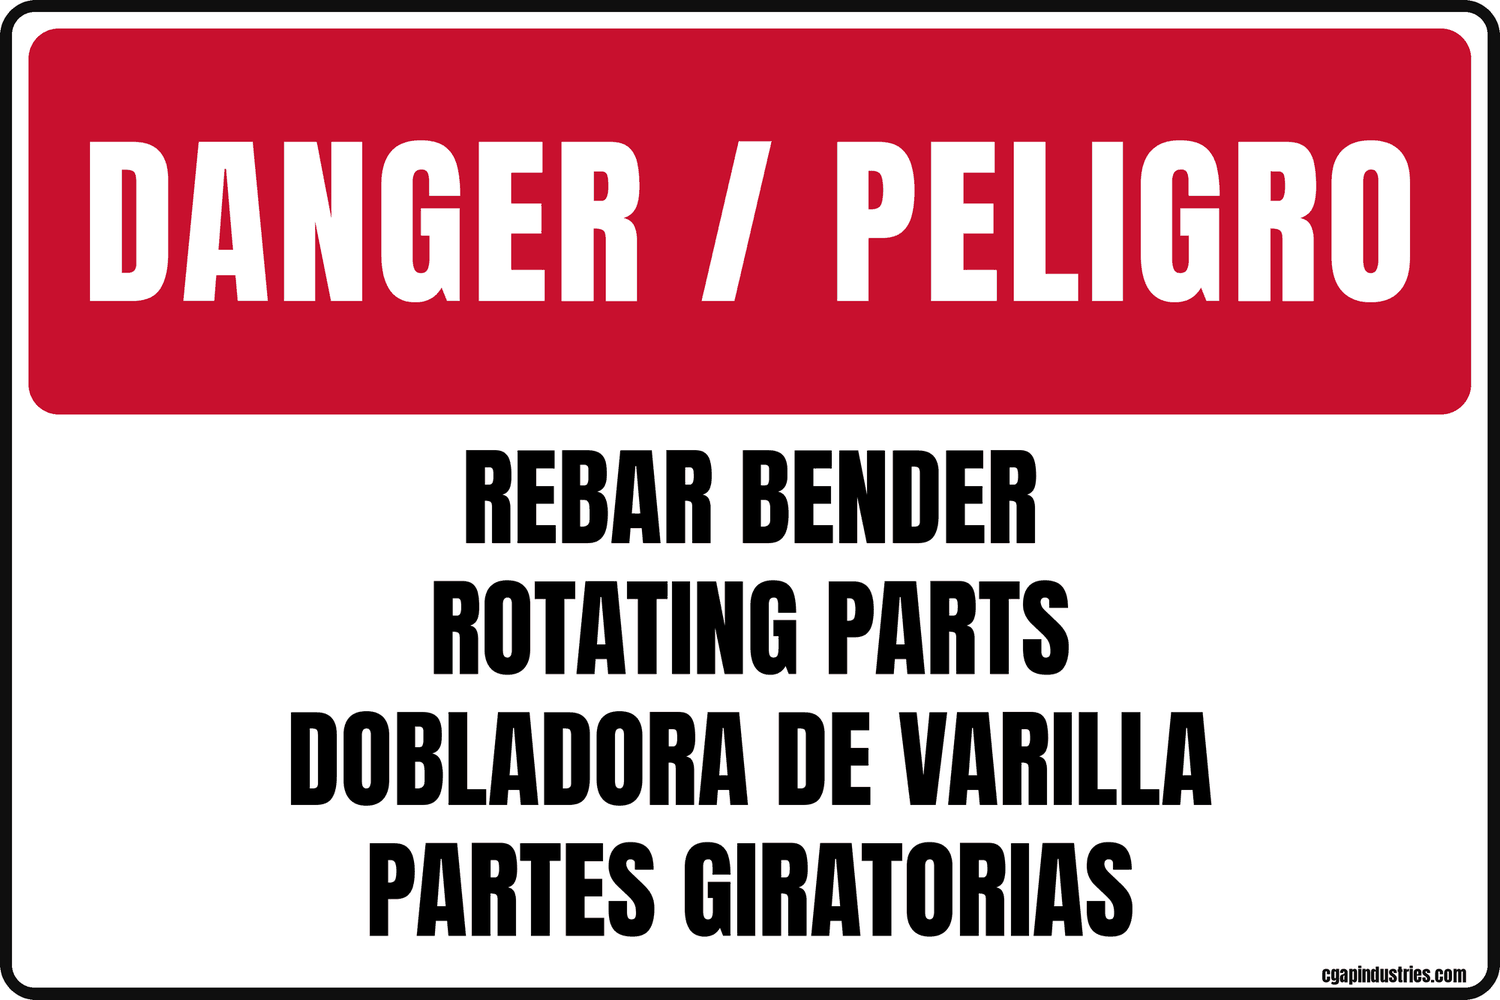 DANGER / PELIGRO
REBAR BENDER
ROTATING PARTS
DOBLADORA DE VARILLA
PARTES GIRATORIAS
cgapindustries.com